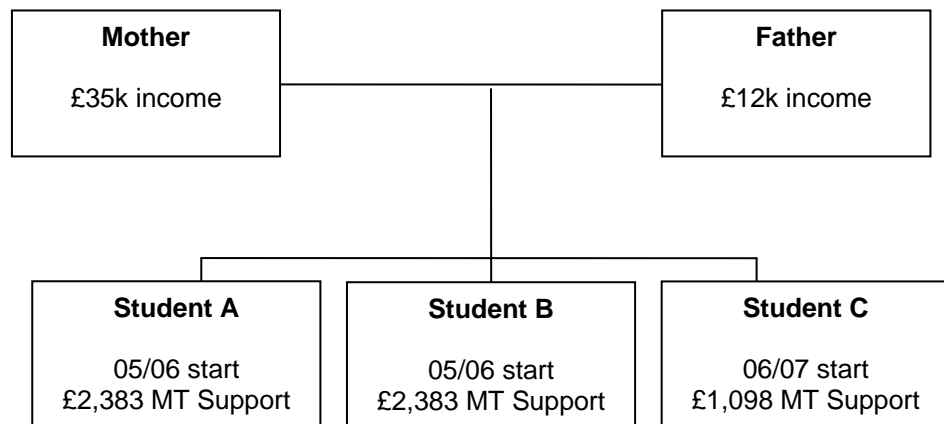 Mother
£35k income
Father
£12k income
Student A
05/06 start
£2,383 MT Support
Student B
05/06 start
£2,383 MT Support
Student C
06/07 start
£1,098 MT Support